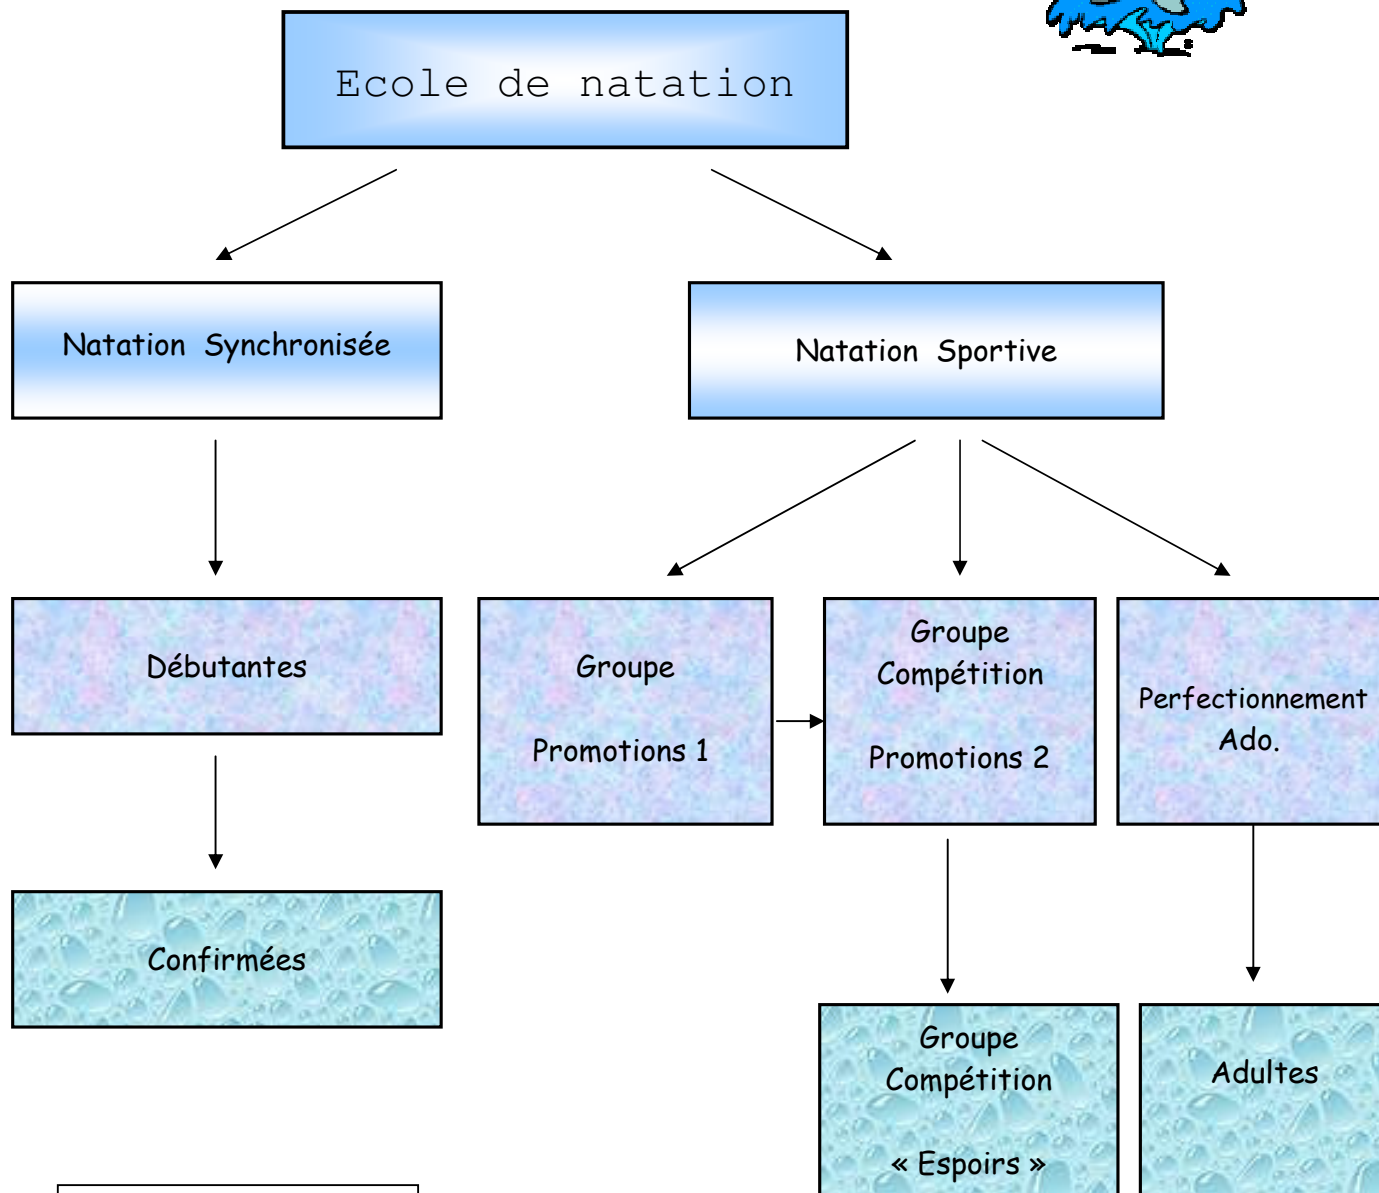 Ecole de natation
Natation Synchronisée
Natation Sportive
Débutantes
Groupe
Promotions 1
Groupe
Compétition
Promotions 2
Perfectionnement
Ado.
Confirmées
Groupe
Compétition
« Espoirs »
Adultes